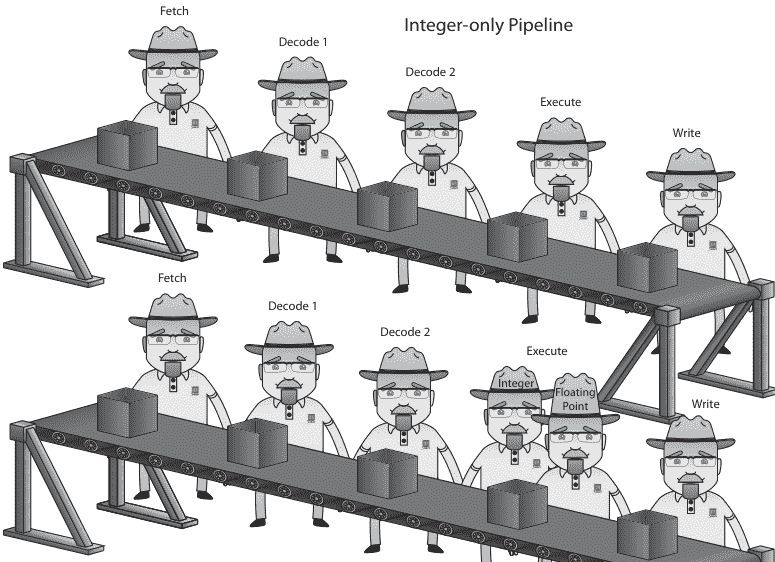 Integer-only Pipeline
Fetch
Decode 1
Decode 2
Execute
Write
Fetch
Decode 1
Decode 2
Execute
Integer
Floating
Point
Write